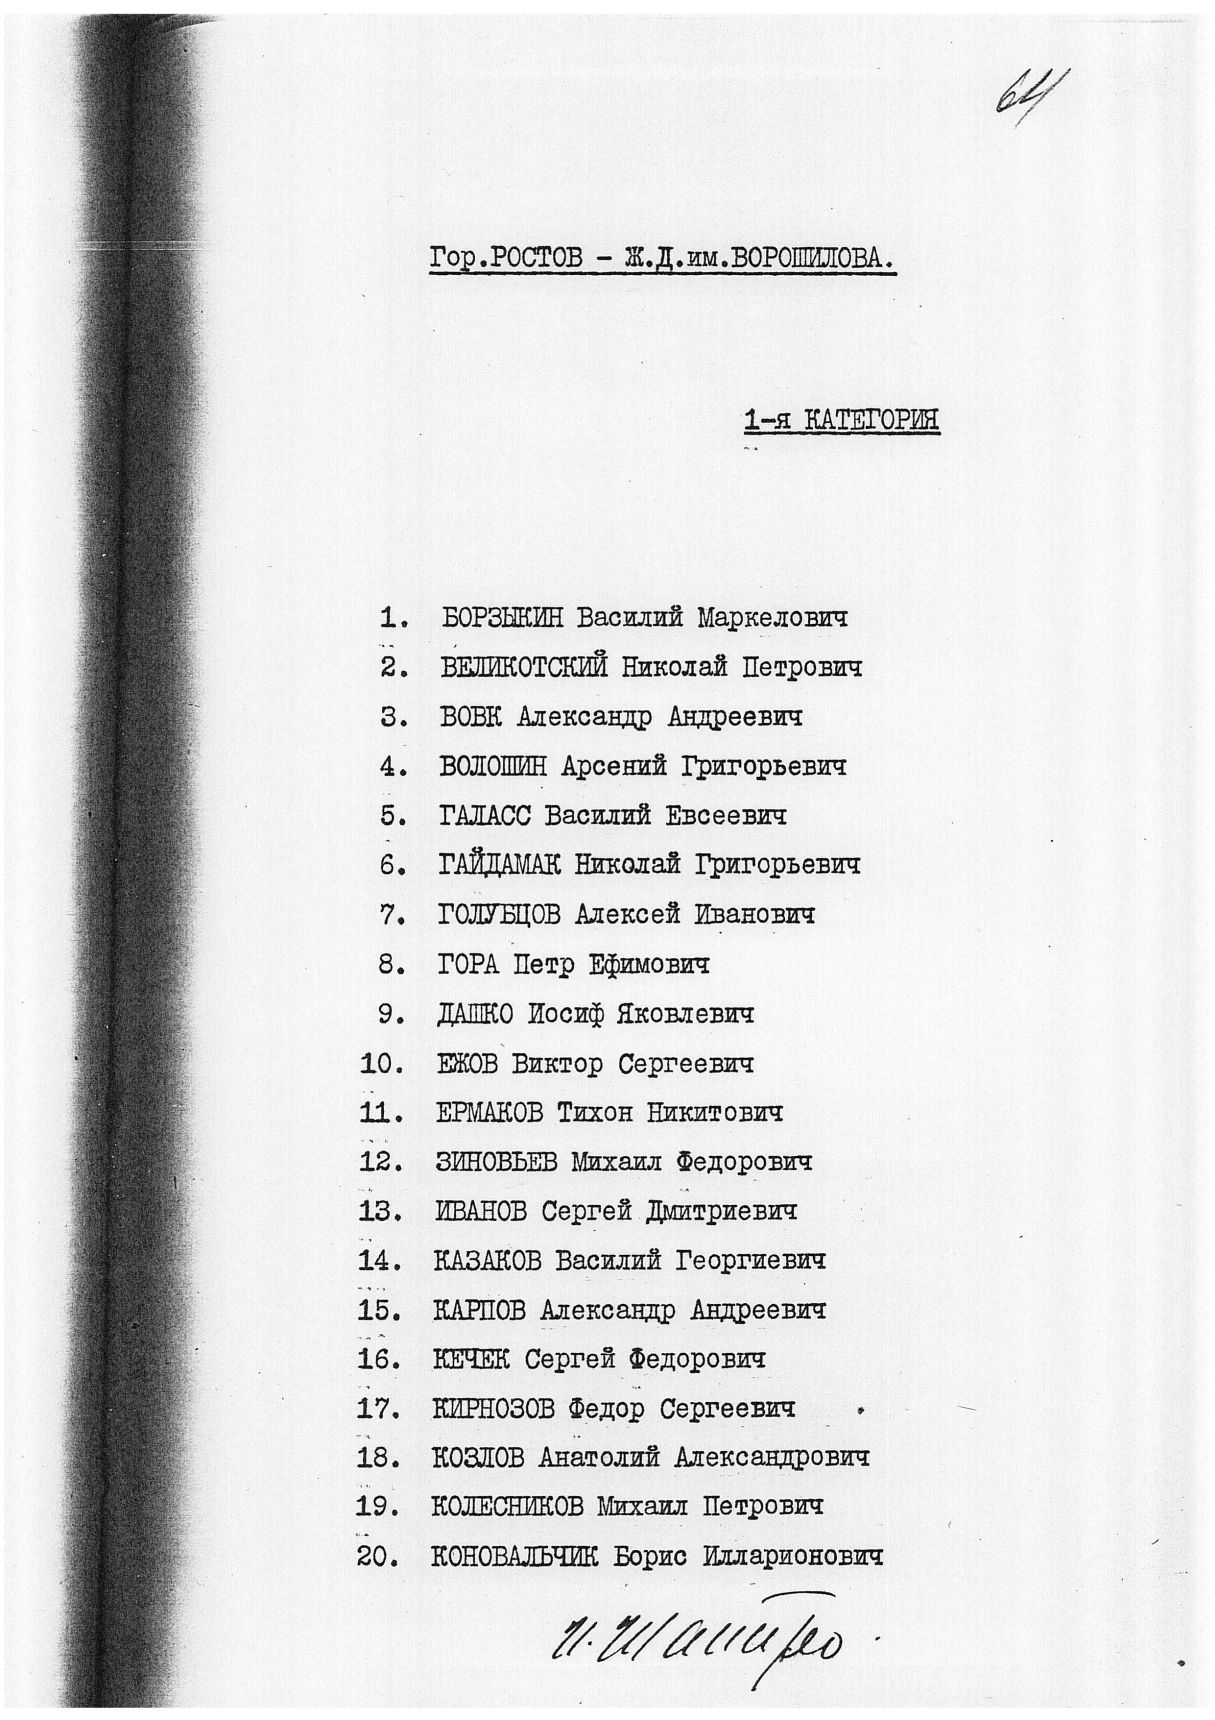 64
Гор.РОСТОВ - Ж.Д.им.ВОРОШИЛОВА.
1-я КАТЕГОРИЯ
1. БОРЗЫКИН Василий Маркелович
2. ВЕЛИКОТСКИЙ Николай Петрович
3. ВОВК Александр Андреевич
4. ВОЛОШИН Арсений Григорьевич
5. ГАЛАСС Василий Евсеевич
6. ГАЙДАМАК Николай Григорьевич
7. ГОЛУБЦОВ Алексей Иванович
8. ГОРА Петр Ефимович
9. ДАШКО Иосиф Яковлевич
10. ЕЖОВ Виктор Сергеевич
11. ЕРМАКОВ Тихон Никитович
12. ЗИНОВЬЕВ Михаил Федорович
13. ИВАНОВ Сергей Дмитриевич
14. КАЗАКОВ Василий Георгиевич
15. КАРПОВ Александр Андреевич
16. КЕЧЕК Сергей Федорович
17. КИРНОЗОВ Федор Сергеевич
18. КОЗЛОВ Анатолий Александрович
19. КОЛЕСНИКОВ Михаил Петрович
20. КОНОВАЛЬЧИК Борис Илларионович
И. Шапиро